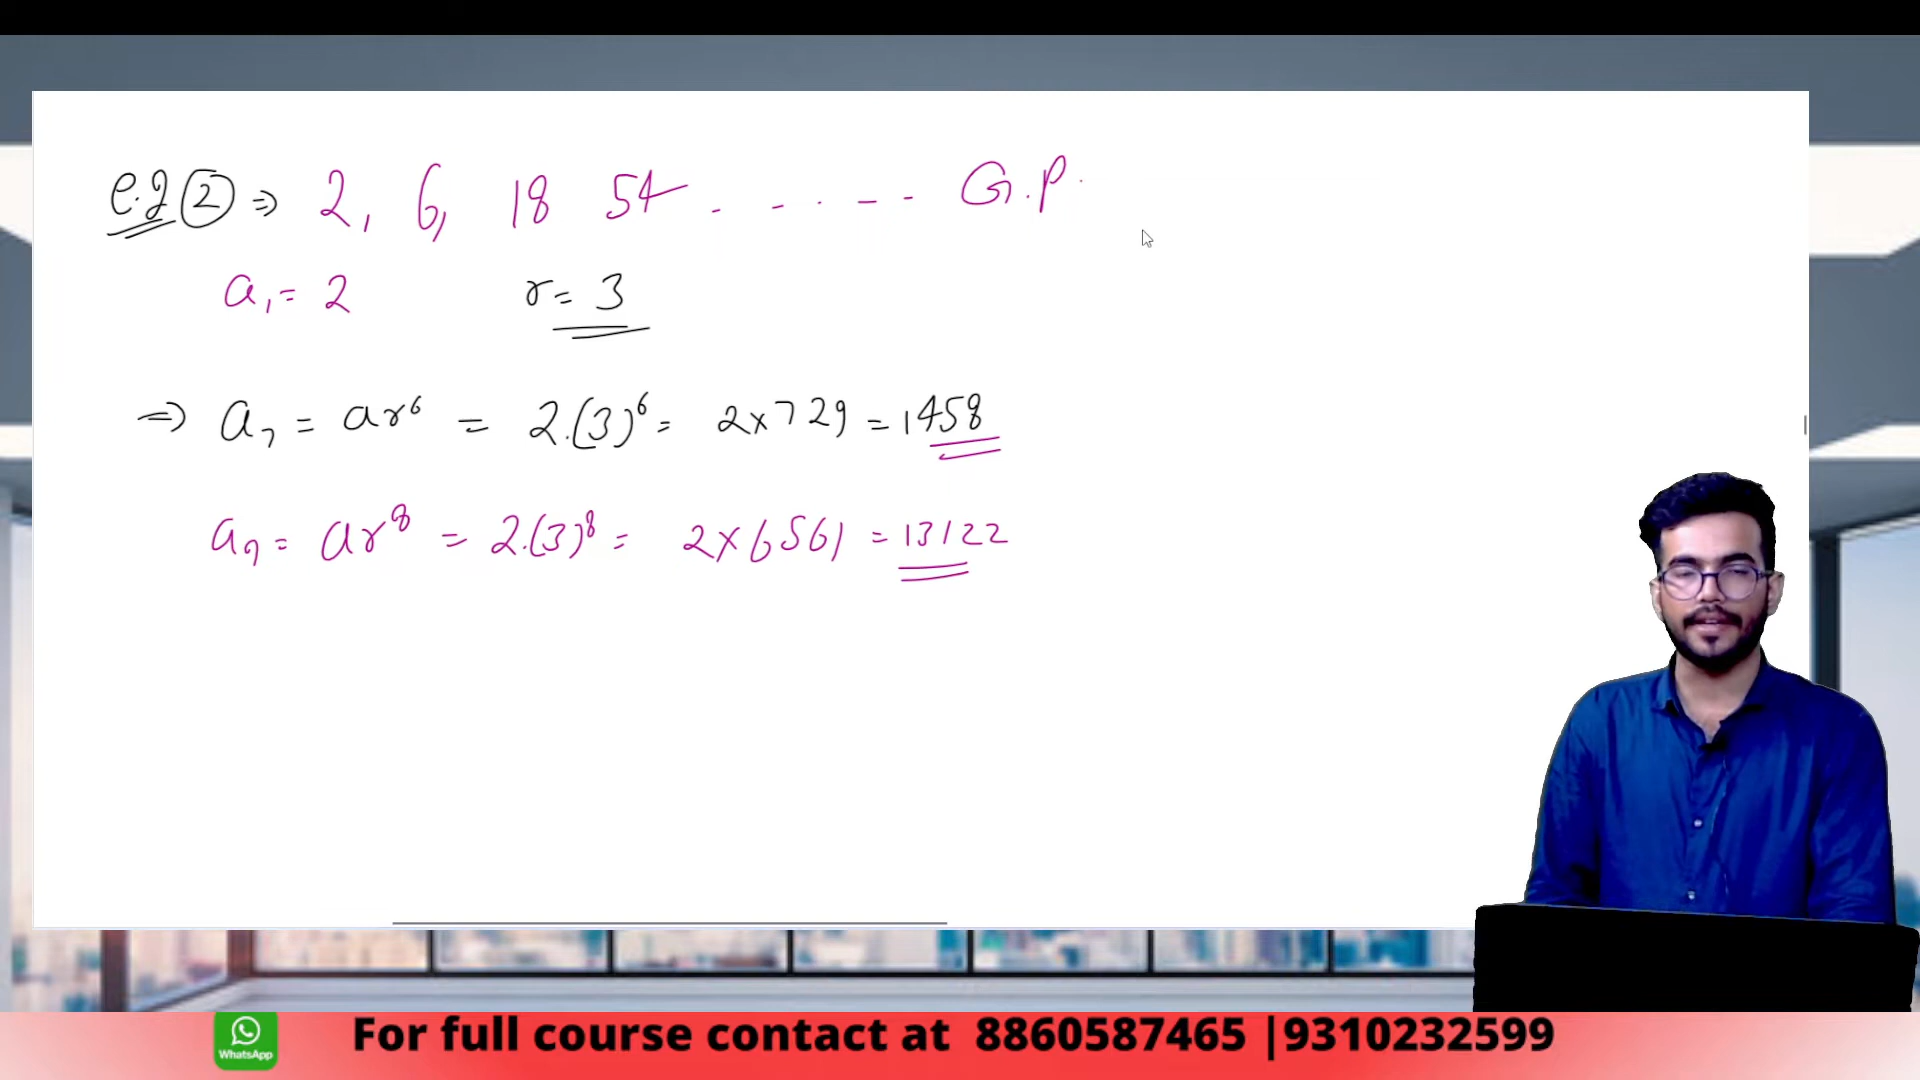 e.g ② ⇒ 2, 6, 18 54 - - . - - G.P.
a₁ = 2 r = 3
⇒ a₇ = ar⁶ = 2.(3)⁶ = 2×729 = 1458
a₉ = ar⁸ = 2.(3)⁸ = 2×6561 = 13122
WhatsApp
For full course contact at 8860587465 |9310232599